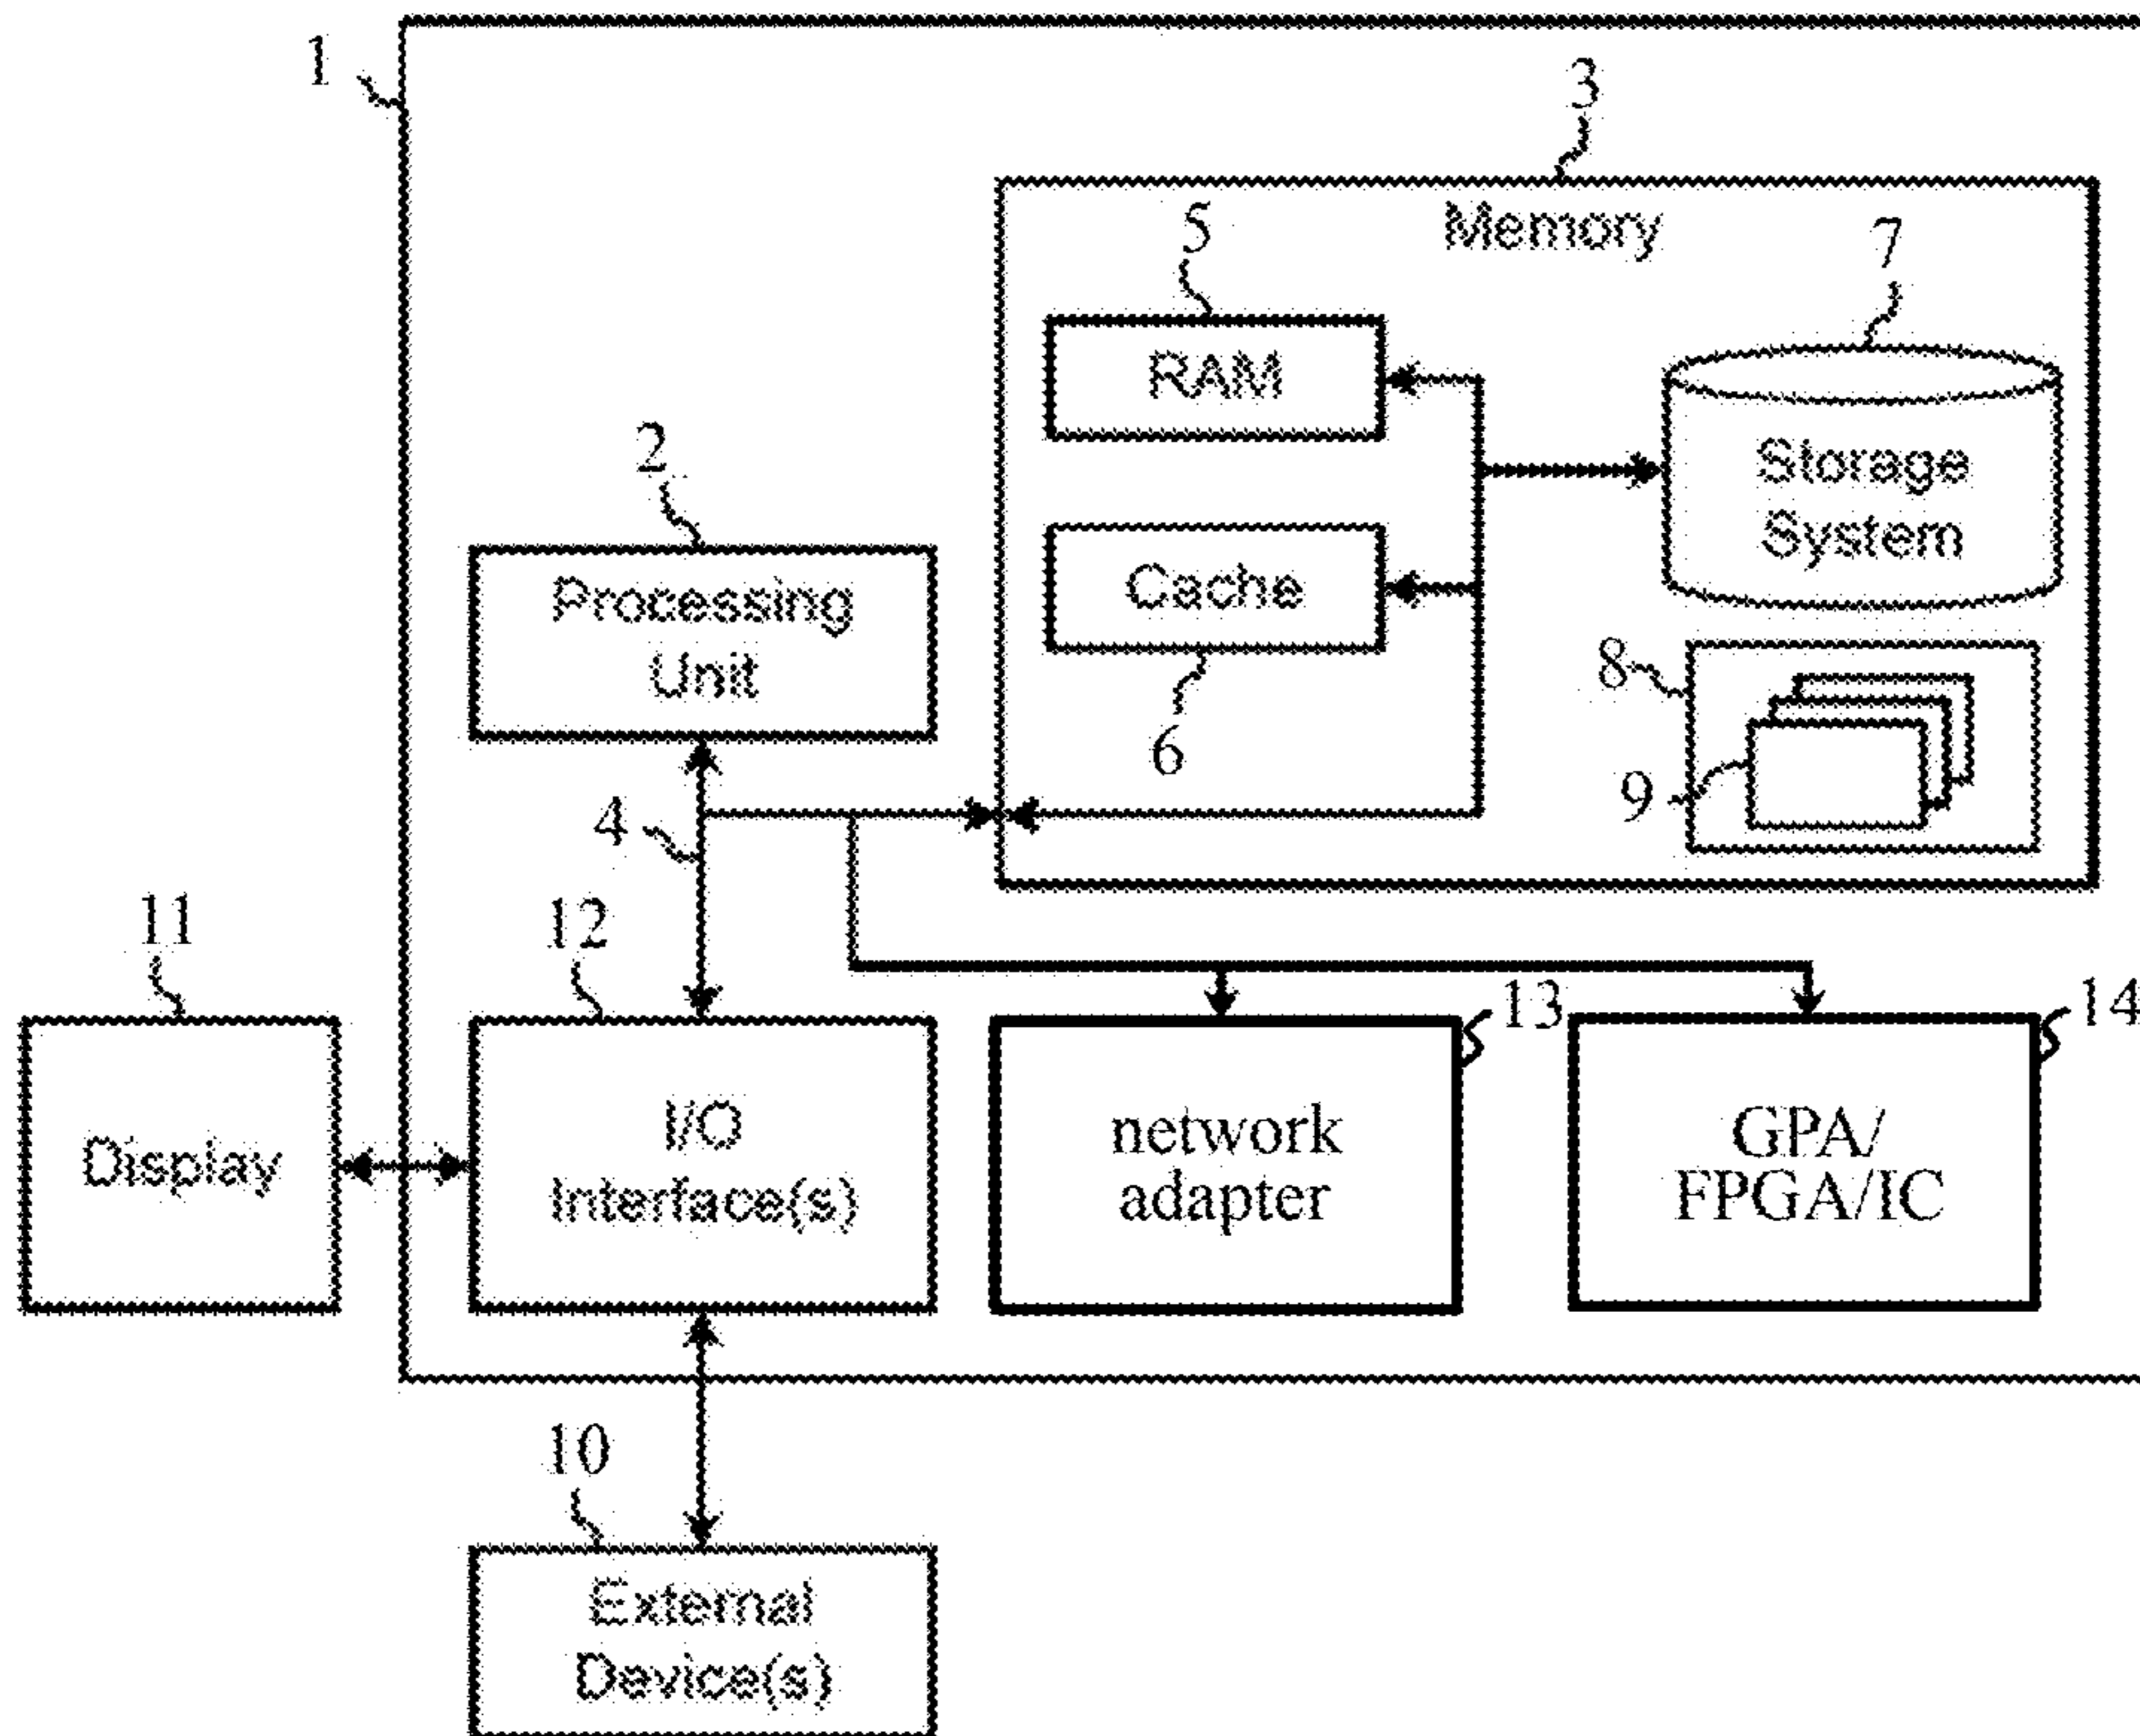 1
3
Memory
5
7
RAM
Storage
System
2
Processing
Unit
Cache
6
8
9
4
11
12
13
14
Display
I/O
Interface(s)
network
adapter
GPA/
FPGA/IC
10
External
Device(s)